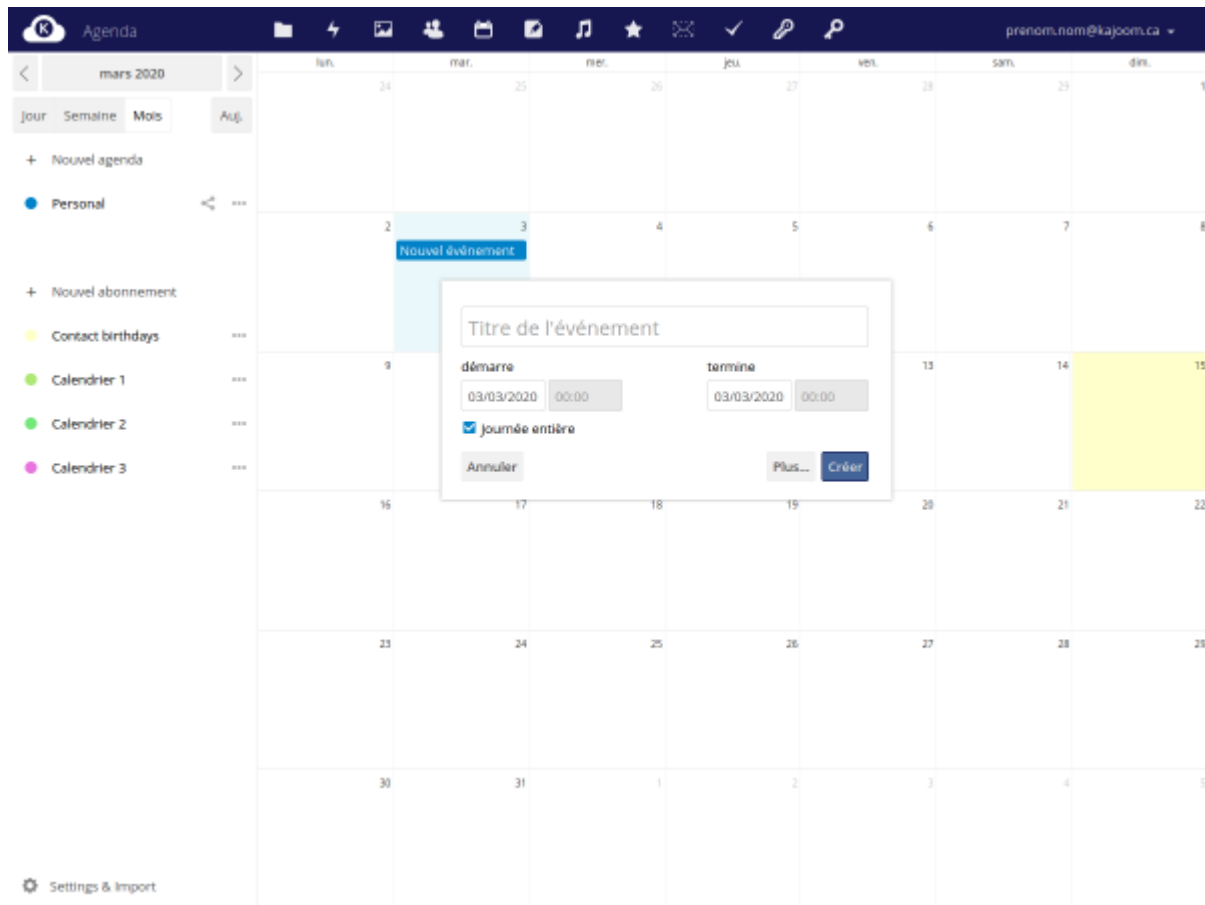 K Agenda prenom.nom@kajoom.ca
mars 2020
Jour Semaine Mois Auj.
+ Nouvel agenda
Personal
+ Nouvel abonnement
Contact birthdays
Calendrier 1
Calendrier 2
Calendrier 3
Settings & Import
lun. mar. mer. jeu. ven. sam. dim.
24 25 26 27 28 29 1
2 3 4 5 6 7 8
Nouvel événement
9 13 14 15
16 17 18 19 20 21 22
23 24 25 26 27 28 29
30 31 1 2 3 4 5
Titre de l'événement
démarre termine
03/03/2020 00:00 03/03/2020 00:00
Journée entière
Annuler Plus... Créer